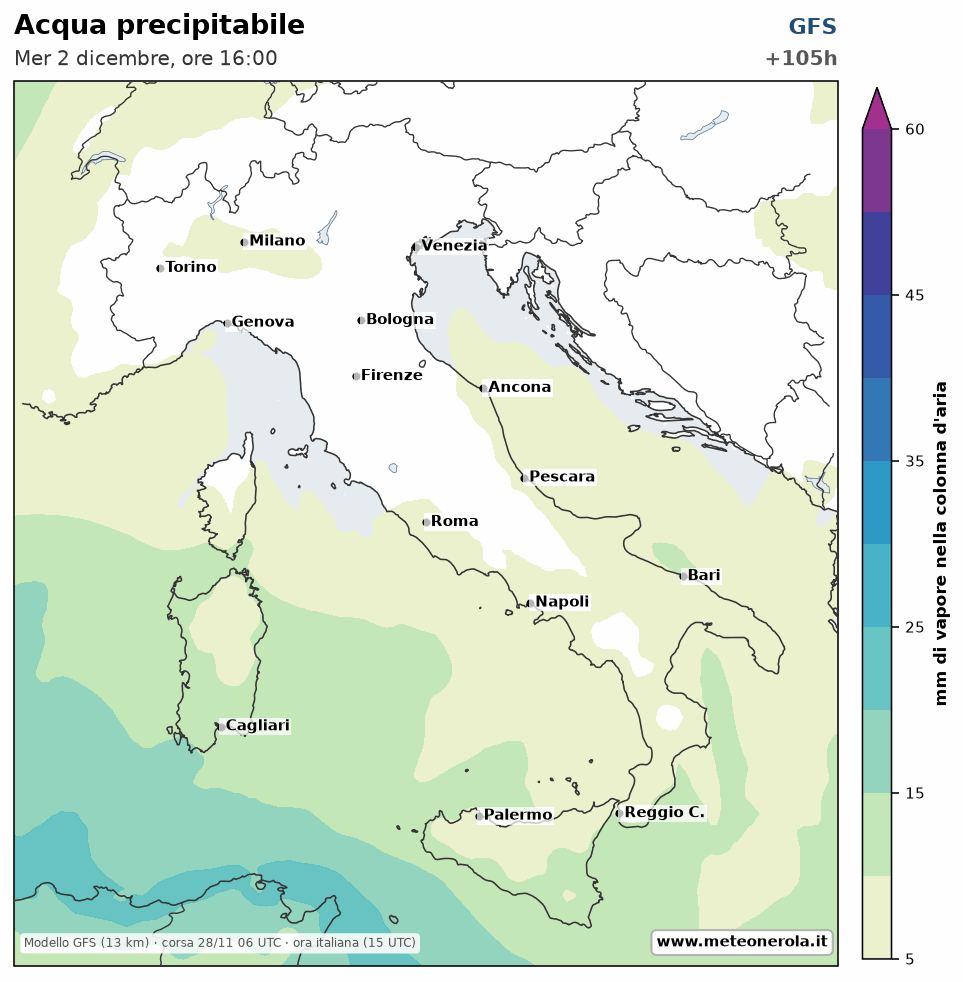 Acqua precipitabile
GFS
Mer 2 dicembre, ore 16:00
+105h
60
Milano
Venezia
Torino
45
Genova
Bologna
Firenze
Ancona
35
Pescara
Roma
Bari
Napoli
25
Cagliari
15
Palermo
Reggio C.
5
mm di vapore nella colonna d'aria
Modello GFS (13 km) · corsa 28/11 06 UTC · ora italiana (15 UTC)
www.meteonerola.it